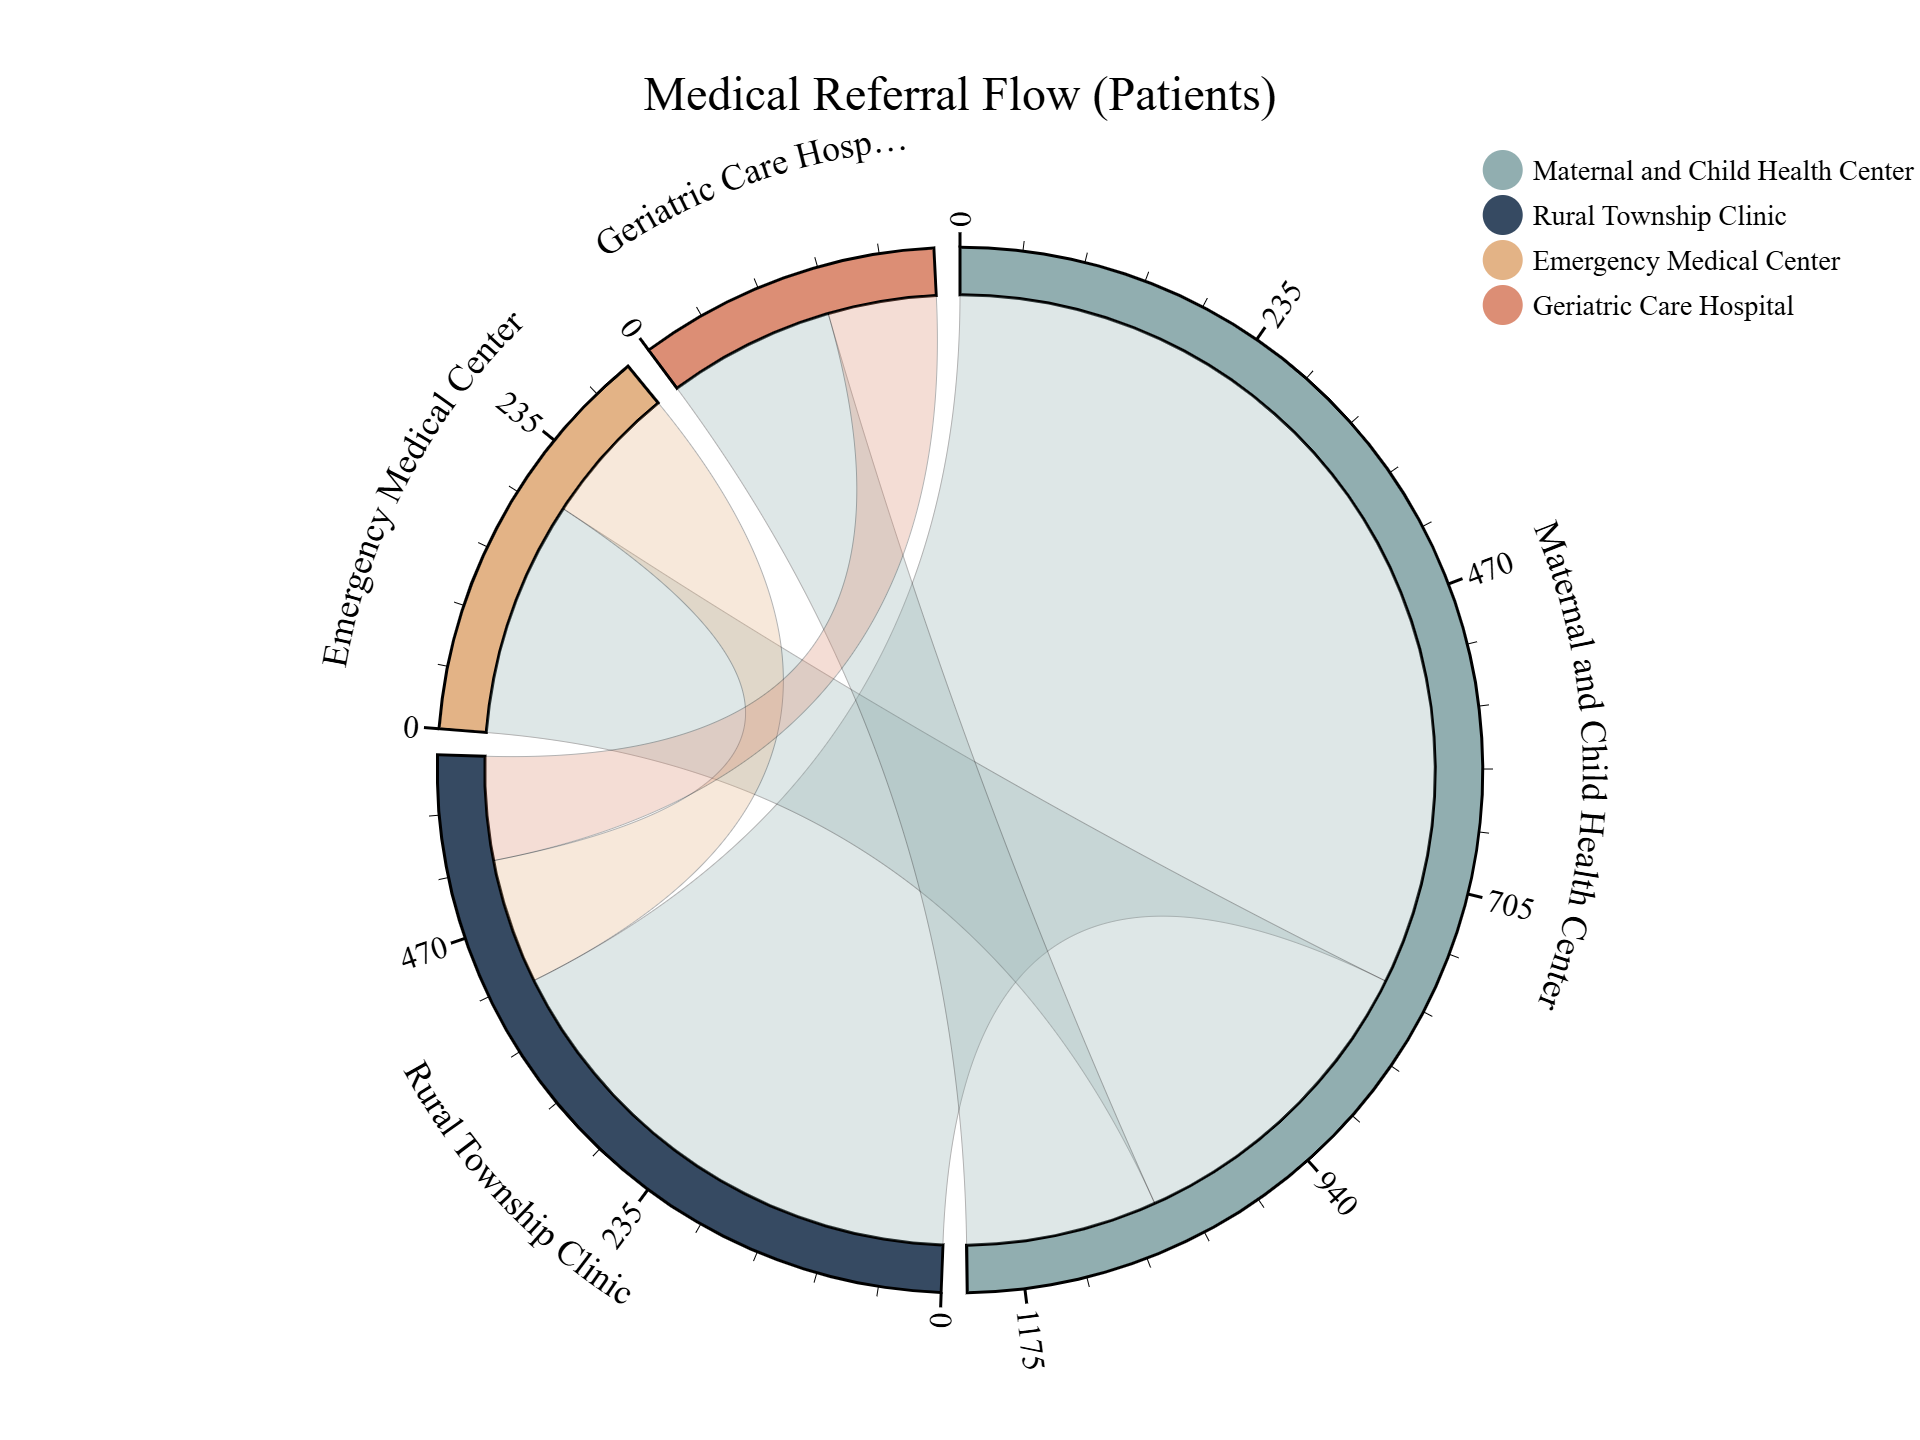 Medical Referral Flow (Patients)
Maternal and Child Health Center
Rural Township Clinic
Emergency Medical Center
Geriatric Care Hospital
Geriatric Care Hosp…
Emergency Medical Center
Maternal and Child Health Center
Rural Township Clinic
0
235
470
705
940
1175
0
235
470
0
235
0